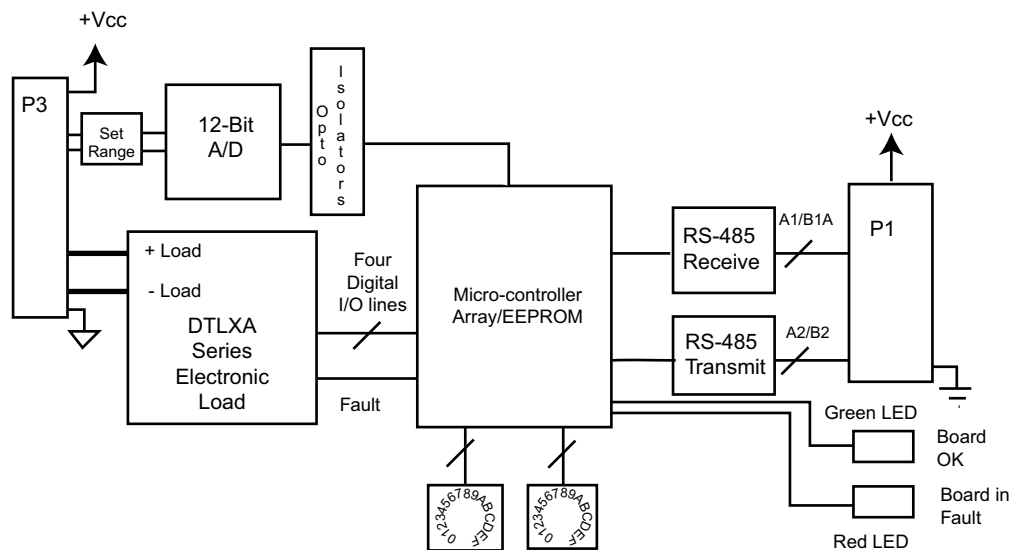 +Vcc
P3
Set
Range
12-Bit
A/D
Opto
Isolators
+ Load
- Load
DTLXA
Series
Electronic
Load
Four
Digital
I/O lines
Fault
Micro-controller
Array/EEPROM
RS-485
Receive
A1/B1A
RS-485
Transmit
A2/B2
+Vcc
P1
Green LED
Board
OK
Board in
Fault
Red LED
0123456789ABCDEF
0123456789ABCDEF